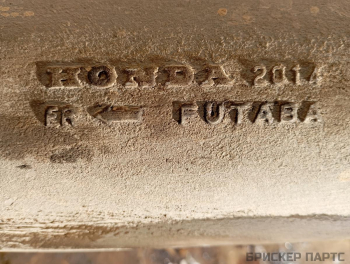 HONDA 2014
FR ← FUTABA
БРИСКЕР ПАРТС